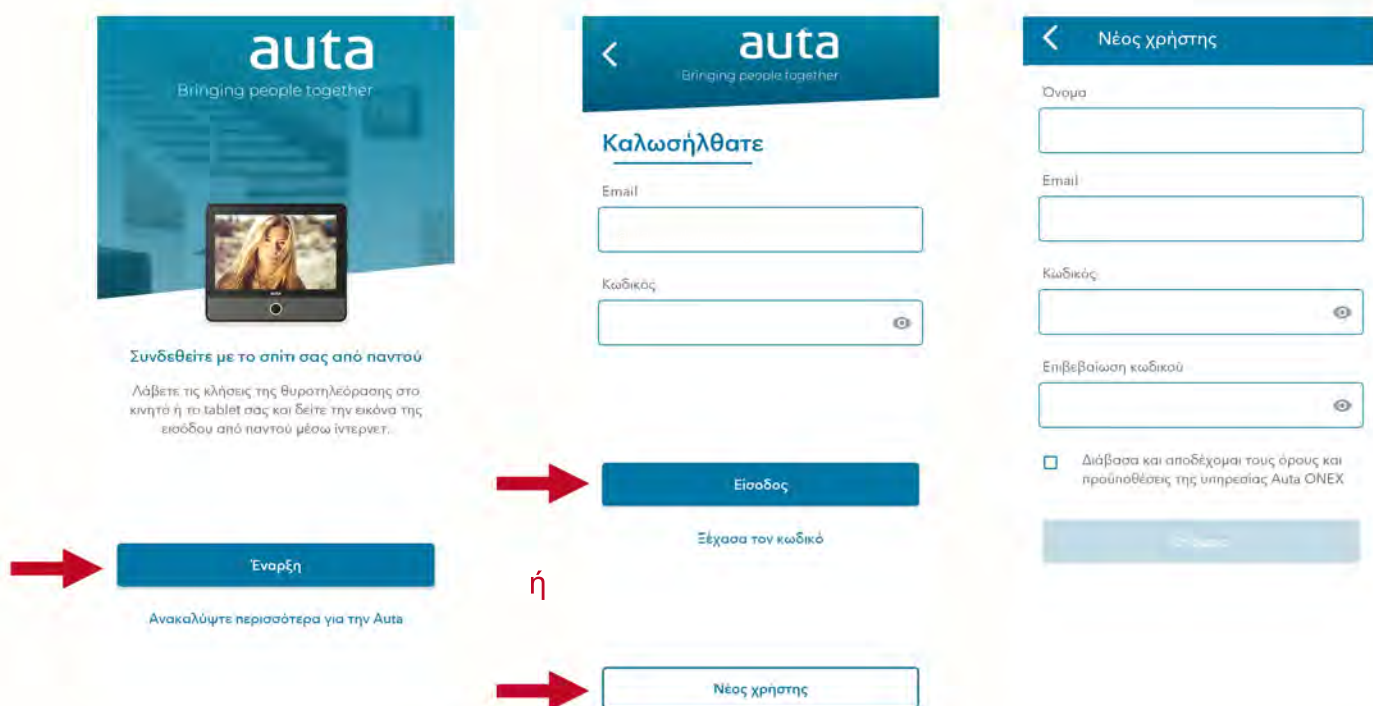 auta
Bringing people together
Συνδεθείτε με το σπίτι σας από παντού
Λάβετε τις κλήσεις της θυροτηλεόρασης στο
κινητό ή το tablet σας και δείτε την εικόνα της
εισόδου από παντού μέσω ίντερνετ.
Έναρξη
Ανακαλύψτε περισσότερα για την Auta
auta
Bringing people together
Καλωσήλθατε
Email
Κωδικός
Είσοδος
Ξέχασα τον κωδικό
ή
Νέος χρήστης
Νέος χρήστης
Όνομα
Email
Κωδικός
Επιβεβαίωση κωδικού
Διάβασα και αποδέχομαι τους όρους και
προϋποθέσεις της υπηρεσίας Auta ONEX